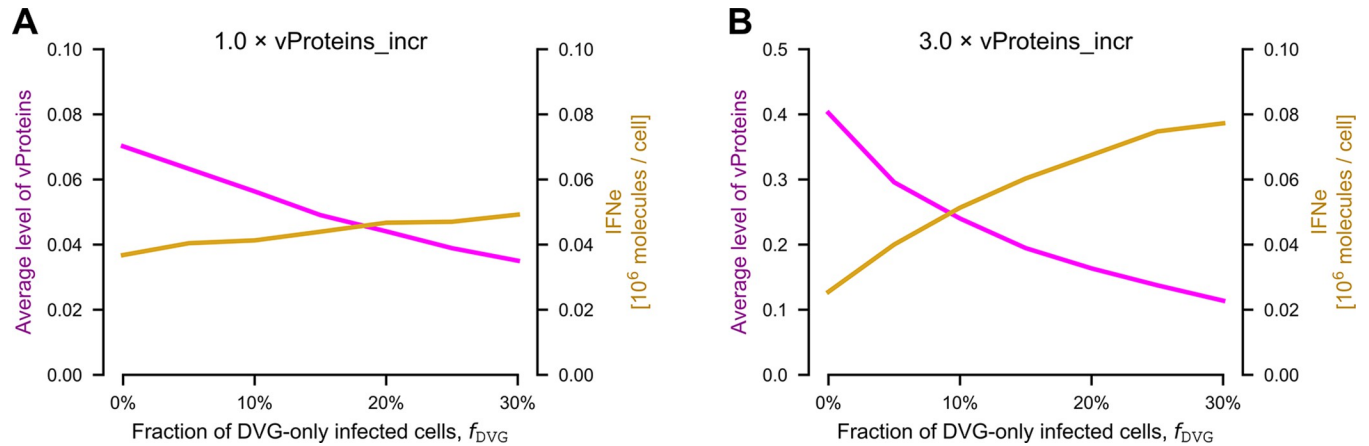 A
1.0 × vProteins_incr
Average level of vProteins
0.10
0.08
0.06
0.04
0.02
0.00
0.10
0.08
0.06
0.04
0.02
0.00
IFNe
[10⁶ molecules / cell]
0% 10% 20% 30%
Fraction of DVG-only infected cells, f_DVG
B
3.0 × vProteins_incr
Average level of vProteins
0.5
0.4
0.3
0.2
0.1
0.0
0.10
0.08
0.06
0.04
0.02
0.00
IFNe
[10⁶ molecules / cell]
0% 10% 20% 30%
Fraction of DVG-only infected cells, f_DVG